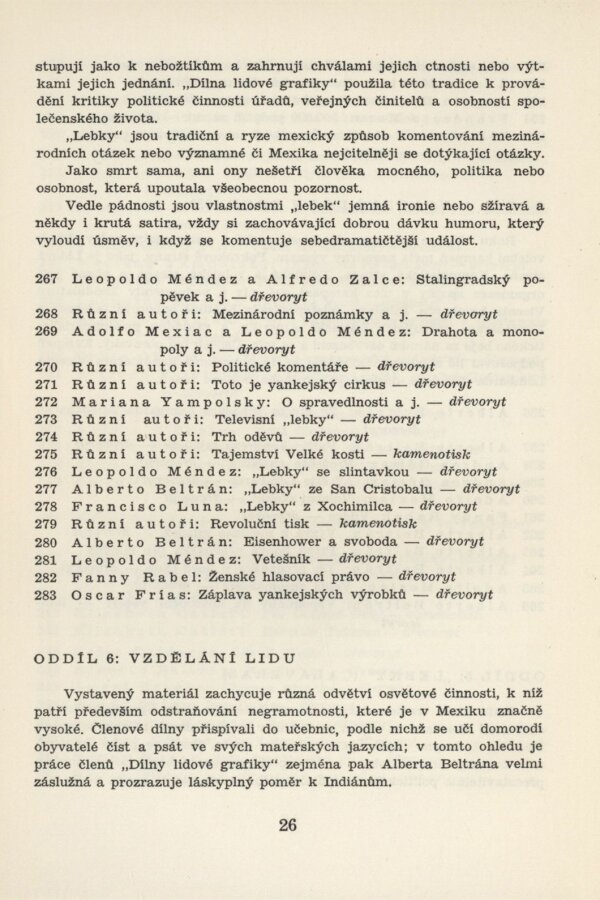 stupují jako k nebožtíkům a zahrnují chválami jejich ctnosti nebo výt-
kami jejich jednání. „Dílna lidové grafiky“ použila této tradice k prová-
dění kritiky politické činnosti úřadů, veřejných činitelů a osobností spo-
lečenského života.
„Lebky“ jsou tradiční a ryze mexický způsob komentování meziná-
rodních otázek nebo významné či Mexika nejcitelněji se dotýkající otázky.
Jako smrt sama, ani ony nešetří člověka mocného, politika nebo
osobnost, která upoutala všeobecnou pozornost.
Vedle pádnosti jsou vlastnostmi „lebek“ jemná ironie nebo sžíravá a
někdy i krutá satira, vždy si zachovávající dobrou dávku humoru, který
vyloudí úsměv, i když se komentuje sebedramatičtější událost.
267 Leopoldo Méndez a Alfredo Zalce: Stalingradský po-
pěvek a j. — dřevoryt
268 Různí autoři: Mezinárodní poznámky a j. — dřevoryt
269 Adolfo Mexiac a Leopoldo Méndez: Drahota a mono-
poly a j. — dřevoryt
270 Různí autoři: Politické komentáře — dřevoryt
271 Různí autoři: Toto je yankejský cirkus — dřevoryt
272 Mariana Yampolsky: O spravedlnosti a j. — dřevoryt
273 Různí autoři: Televisní „lebky“ — dřevoryt
274 Různí autoři: Trh oděvů — dřevoryt
275 Různí autoři: Tajemství Velké kosti — kamenotisk
276 Leopoldo Méndez: „Lebky“ se slintavkou — dřevoryt
277 Alberto Beltrán: „Lebky“ ze San Cristobalu — dřevoryt
278 Francisco Luna: „Lebky“ z Xochimilca — dřevoryt
279 Různí autoři: Revoluční tisk — kamenotisk
280 Alberto Beltrán: Eisenhower a svoboda — dřevoryt
281 Leopoldo Méndez: Vetešník — dřevoryt
282 Fanny Rabel: Ženské hlasovací právo — dřevoryt
283 Oscar Frías: Záplava yankejských výrobků — dřevoryt
ODDÍL 6: VZDĚLÁNÍ LIDU
Vystavený materiál zachycuje různá odvětví osvětové činnosti, k níž
patří především odstraňování negramotnosti, které je v Mexiku značně
vysoké. Členové dílny přispívali do učebnic, podle nichž se učí domorodí
obyvatelé číst a psát ve svých mateřských jazycích; v tomto ohledu je
práce členů „Dílny lidové grafiky“ zejména pak Alberta Beltrána velmi
záslužná a prozrazuje láskyplný poměr k Indiánům.
26